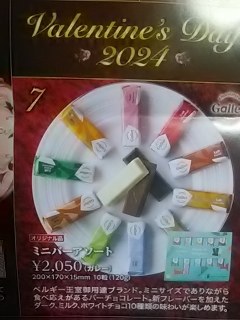 Valentine's Day
2024
7
Galle
オリジナル品
ミニバーアソート
¥2,050(ガレー)
200×170×15mm 10粒(120g)
ベルギー王室御用達ブランド。ミニサイズでありながら
食べ応えがあるバーチョコレート。新フレーバーを加えた
ダーク、ミルク、ホワイトチョコ10種類の味わいが楽しめます。